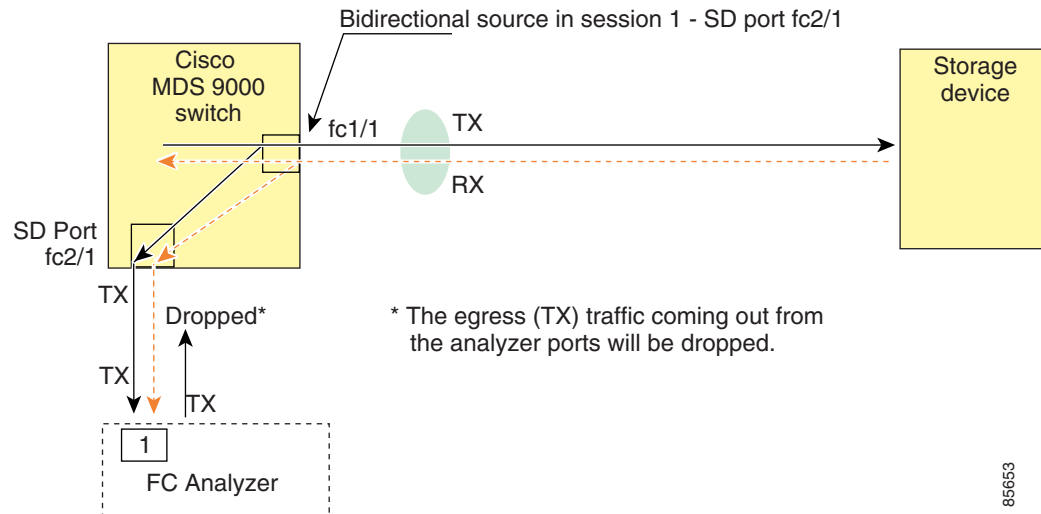 Bidirectional source in session 1 - SD port fc2/1
Cisco
MDS 9000
switch
Storage
device
fc1/1
TX
RX
SD Port
fc2/1
TX
Dropped*
* The egress (TX) traffic coming out from
the analyzer ports will be dropped.
TX
TX
1
FC Analyzer
85653